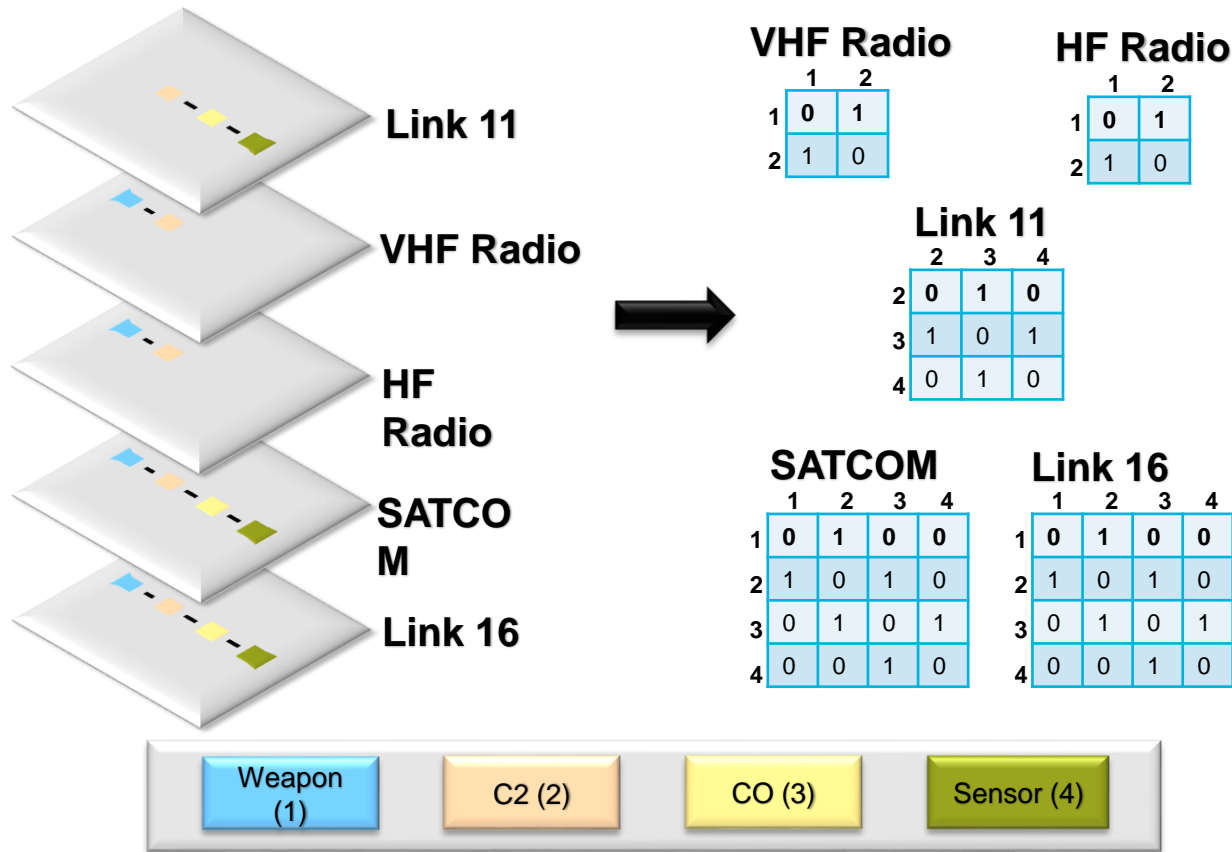 Link 11
VHF Radio
HF
Radio
SATCO
M
Link 16
VHF Radio
1 2
1 0 1
2 1 0
HF Radio
1 2
1 0 1
2 1 0
Link 11
2 3 4
2 0 1 0
3 1 0 1
4 0 1 0
SATCOM
1 2 3 4
1 0 1 0 0
2 1 0 1 0
3 0 1 0 1
4 0 0 1 0
Link 16
1 2 3 4
1 0 1 0 0
2 1 0 1 0
3 0 1 0 1
4 0 0 1 0
Weapon
(1)
C2 (2)
CO (3)
Sensor (4)